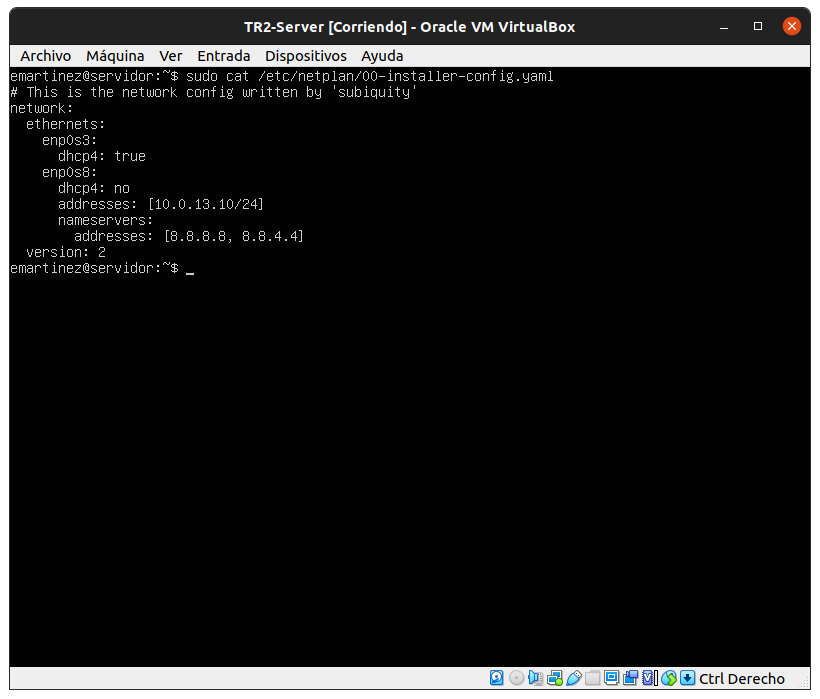 TR2-Server [Corriendo] - Oracle VM VirtualBox
Archivo Máquina Ver Entrada Dispositivos Ayuda
emartinez@servidor:~$ sudo cat /etc/netplan/00-installer-config.yaml
# This is the network config written by 'subiquity'
network:
  ethernets:
    enp0s3:
      dhcp4: true
    enp0s8:
      dhcp4: no
      addresses: [10.0.13.10/24]
      nameservers:
        addresses: [8.8.8.8, 8.8.4.4]
  version: 2
emartinez@servidor:~$ _
Ctrl Derecho